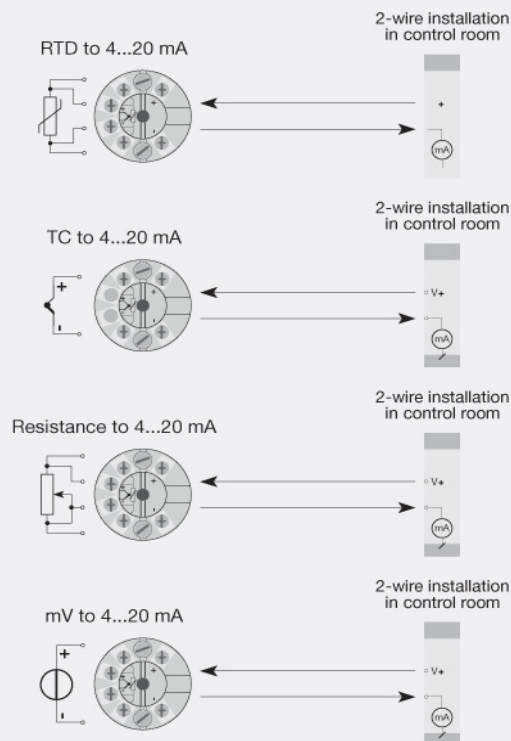 2-wire installation
in control room
RTD to 4...20 mA
+
-
+
mA
2-wire installation
in control room
TC to 4...20 mA
+
-
+
-
V+
mA
2-wire installation
in control room
Resistance to 4...20 mA
+
-
V+
mA
2-wire installation
in control room
mV to 4...20 mA
+
-
+
-
V+
mA